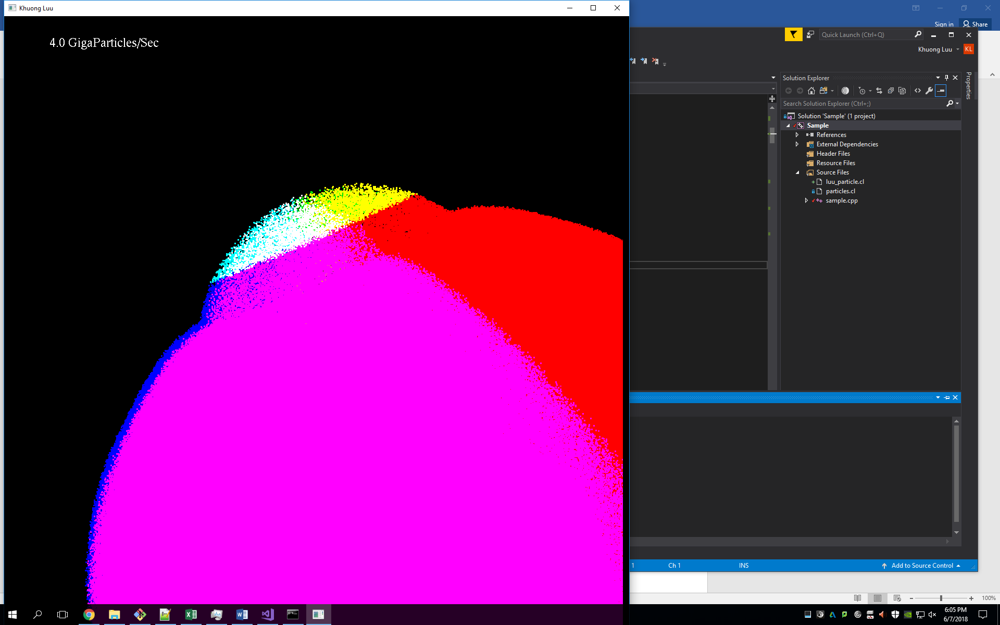 Khuong Luu
4.0 GigaParticles/Sec
Sign in
Share
Quick Launch (Ctrl+Q)
Khuong Luu
KL
Properties
Solution Explorer
Search Solution Explorer (Ctrl+;)
Solution 'Sample' (1 project)
Sample
References
External Dependencies
Header Files
Resource Files
Source Files
luu_particle.cl
particles.cl
sample.cpp
1
Ch 1
INS
Add to Source Control
100%
6:05 PM
6/7/2018